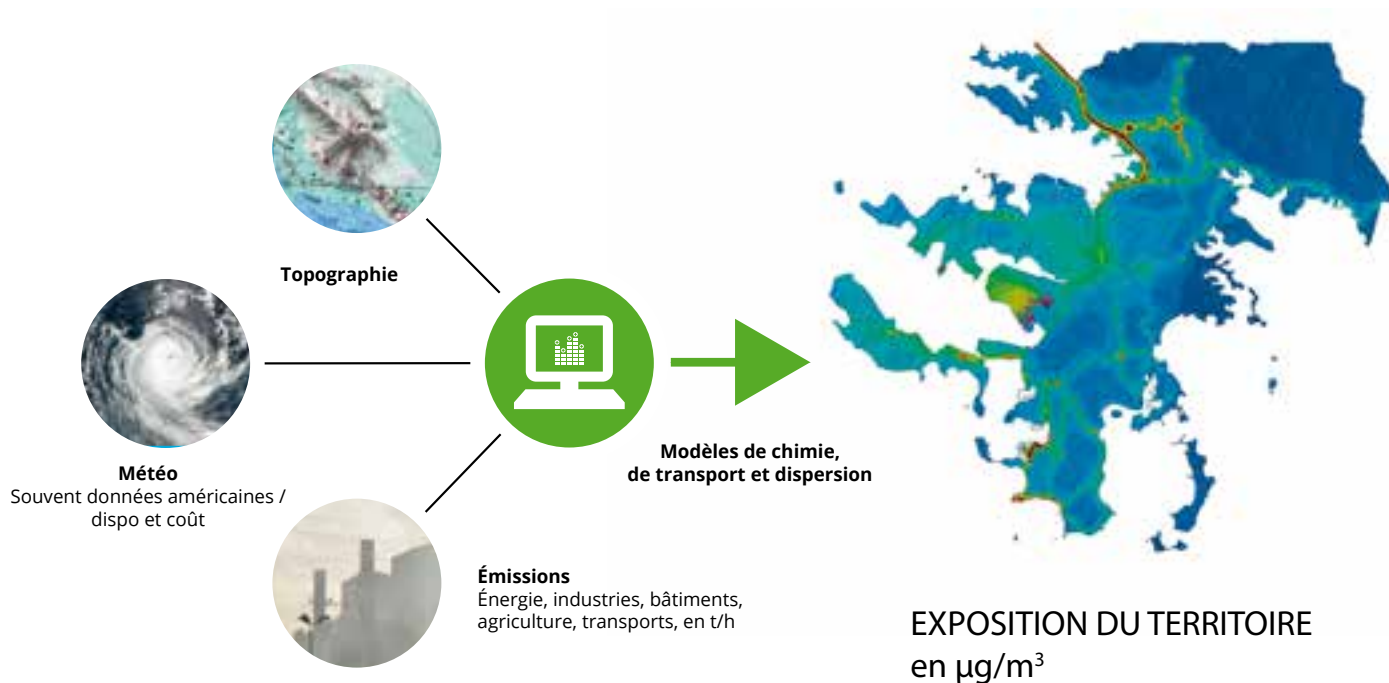 Topographie
Météo
Souvent données américaines /
dispo et coût
Émissions
Énergie, industries, bâtiments,
agriculture, transports, en t/h
Modèles de chimie,
de transport et dispersion
EXPOSITION DU TERRITOIRE
en µg/m³